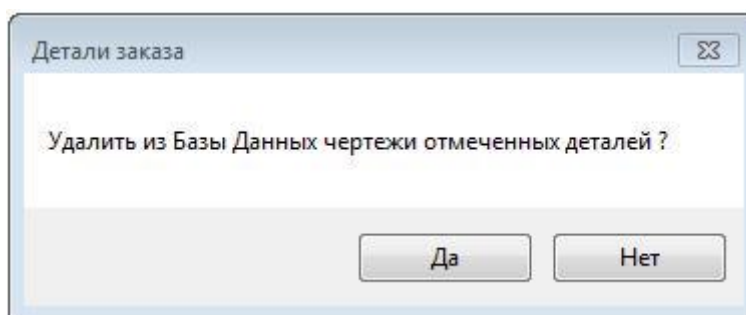 Детали заказа
Удалить из Базы Данных чертежи отмеченных деталей ?
Да
Нет